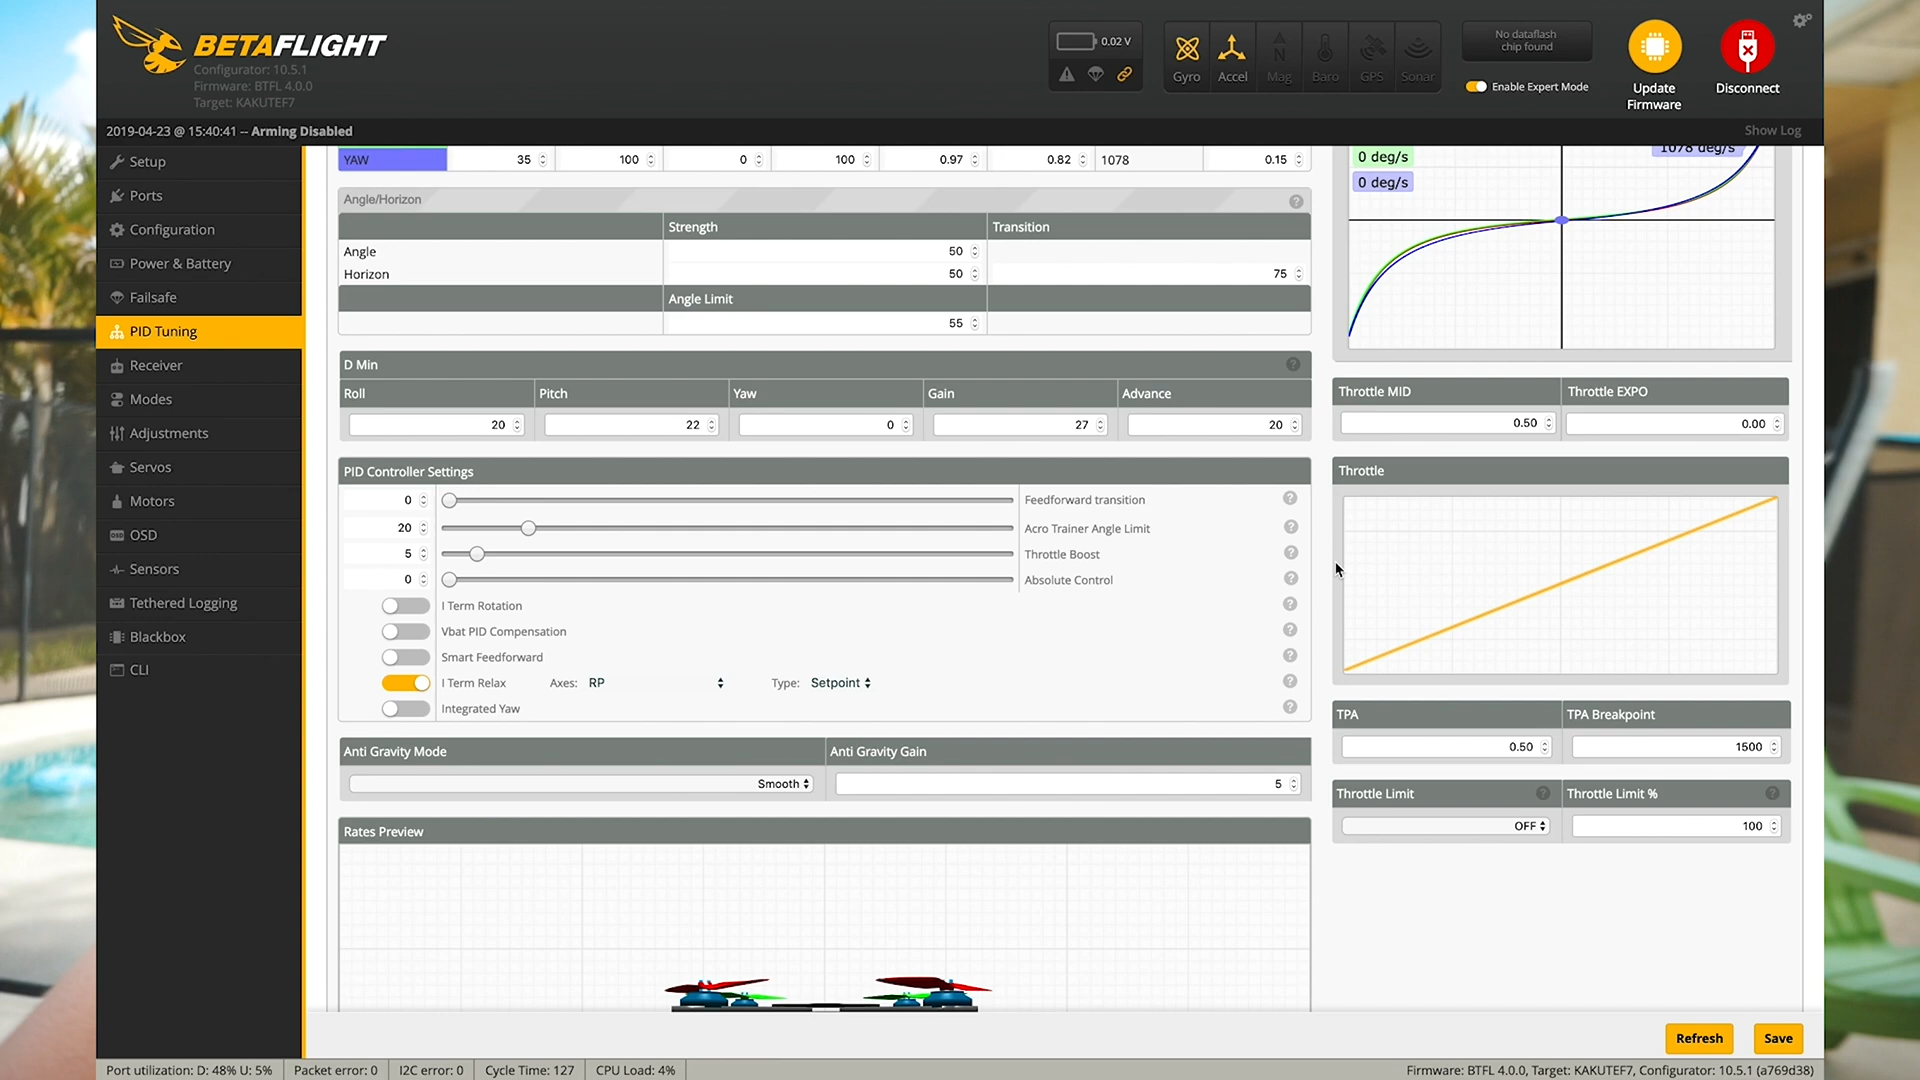 BETAFLIGHT
Configurator: 10.5.1
Firmware: BTFL 4.0.0
Target: KAKUTEF7
0.02 V
Gyro Accel Mag Baro GPS Sonar
No dataflash
chip found
Enable Expert Mode
Update
Firmware
Disconnect
2019-04-23 @ 15:40:41 -- Arming Disabled
Show Log
Setup
Ports
Configuration
Power & Battery
Failsafe
PID Tuning
Receiver
Modes
Adjustments
Servos
Motors
OSD
Sensors
Tethered Logging
Blackbox
CLI
YAW 35 100 0 100 0.97 0.82 1078 0.15
Angle/Horizon
Strength Transition
Angle 50
Horizon 50 75
Angle Limit
55
D Min
Roll Pitch Yaw Gain Advance
20 22 0 27 20
PID Controller Settings
0 Feedforward transition
20 Acro Trainer Angle Limit
5 Throttle Boost
0 Absolute Control
I Term Rotation
Vbat PID Compensation
Smart Feedforward
I Term Relax Axes: RP Type: Setpoint
Integrated Yaw
Anti Gravity Mode Anti Gravity Gain
Smooth 5
Rates Preview
1078 deg/s
0 deg/s
0 deg/s
Throttle MID Throttle EXPO
0.50 0.00
Throttle
TPA TPA Breakpoint
0.50 1500
Throttle Limit Throttle Limit %
OFF 100
Refresh Save
Port utilization: D: 48% U: 5% Packet error: 0 I2C error: 0 Cycle Time: 127 CPU Load: 4% Firmware: BTFL 4.0.0, Target: KAKUTEF7, Configurator: 10.5.1 (a769d38)